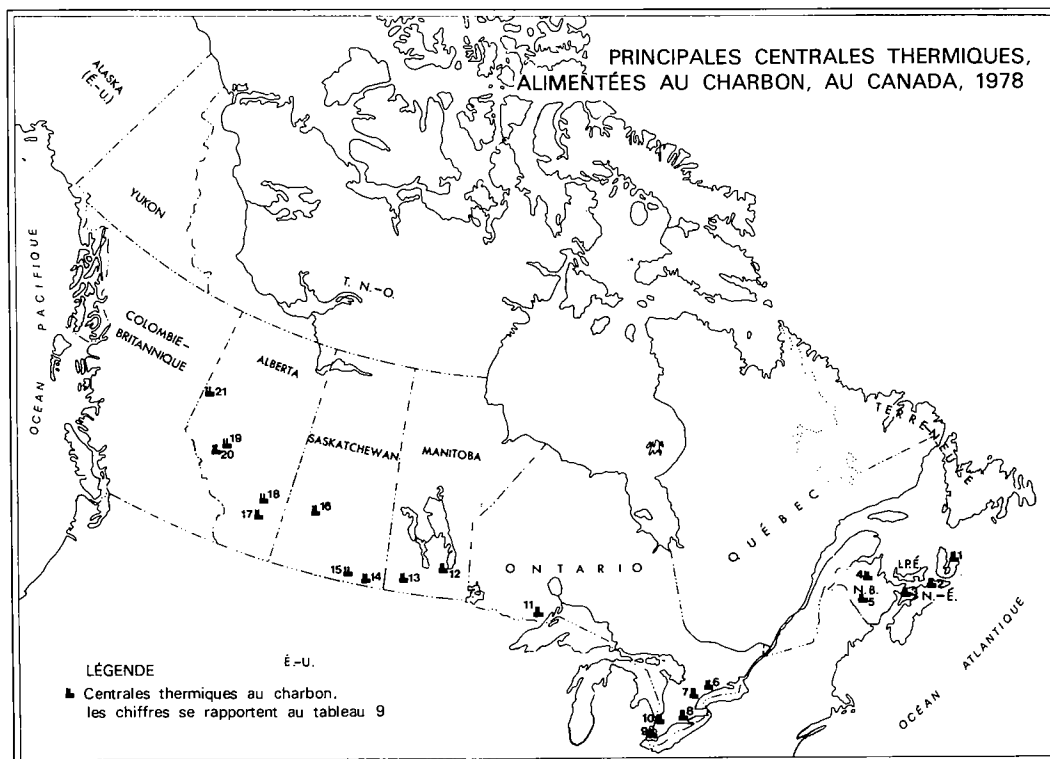 PRINCIPALES CENTRALES THERMIQUES,
ALIMENTÉES AU CHARBON, AU CANADA, 1978
ALASKA
(É.-U.)
YUKON
OCÉAN PACIFIQUE
T. N.-O.
COLOMBIE-
BRITANNIQUE
ALBERTA
SASKATCHEWAN
MANITOBA
ONTARIO
QUÉBEC
TERRE-NEUVE
I.P.É.
N.B.
N.-É.
OCÉAN ATLANTIQUE
É.-U.
21
19
20
18
17
16
15
14
13
12
11
10
9
8
7
6
5
4
3
2
1
LÉGENDE
Centrales thermiques au charbon.
les chiffres se rapportent au tableau 9